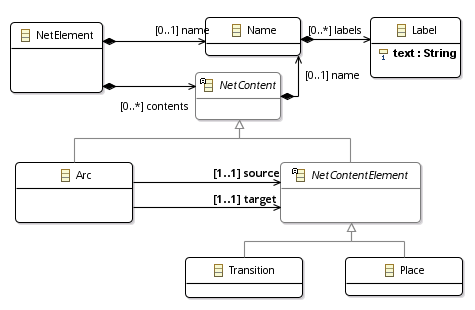 NetElement
[0..1] name
Name
[0..*] labels
Label
text : String
[0..1] name
NetContent
[0..*] contents
Arc
[1..1] source
[1..1] target
NetContentElement
Transition
Place